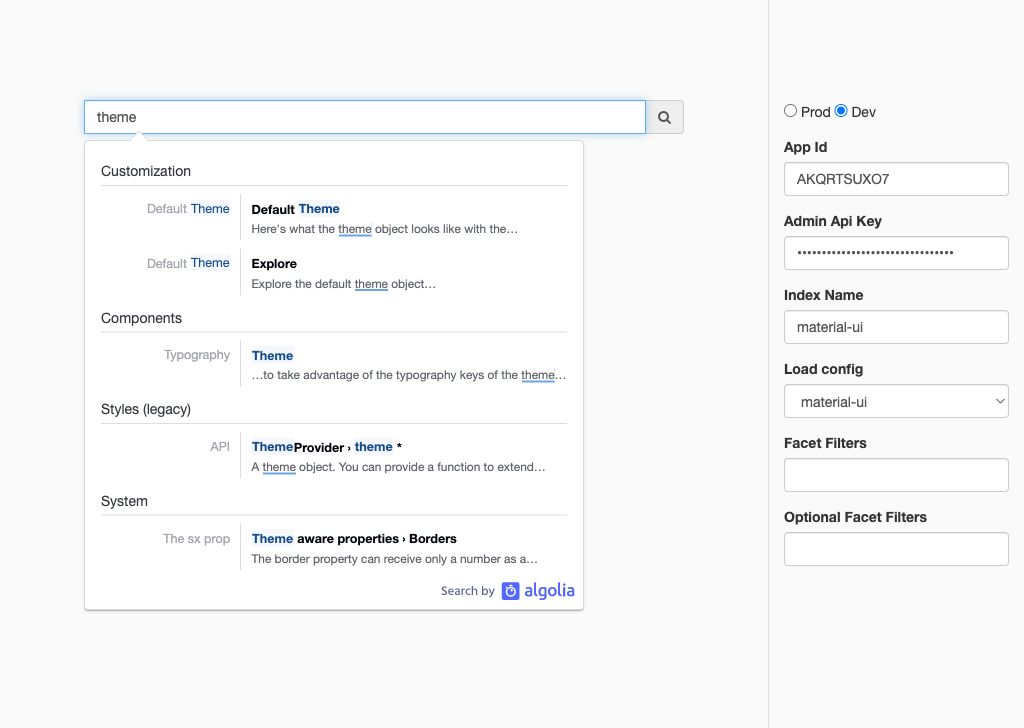 theme
Customization
Default Theme
Default Theme
Here's what the theme object looks like with the…
Default Theme
Explore
Explore the default theme object…
Components
Typography
Theme
…to take advantage of the typography keys of the theme…
Styles (legacy)
API
ThemeProvider › theme *
A theme object. You can provide a function to extend…
System
The sx prop
Theme aware properties › Borders
The border property can receive only a number as a…
Search by algolia
Prod Dev
App Id
AKQRTSUXO7
Admin Api Key
••••••••••••••••••••••••••••••••
Index Name
material-ui
Load config
material-ui
Facet Filters
Optional Facet Filters